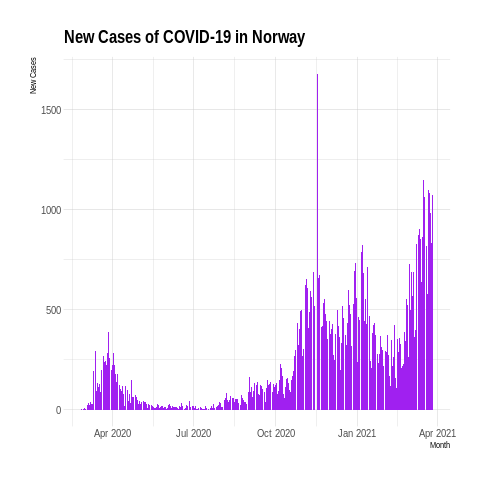 New Cases of COVID-19 in Norway
New Cases
1500
1000
500
0
Apr 2020 Jul 2020 Oct 2020 Jan 2021 Apr 2021
Month